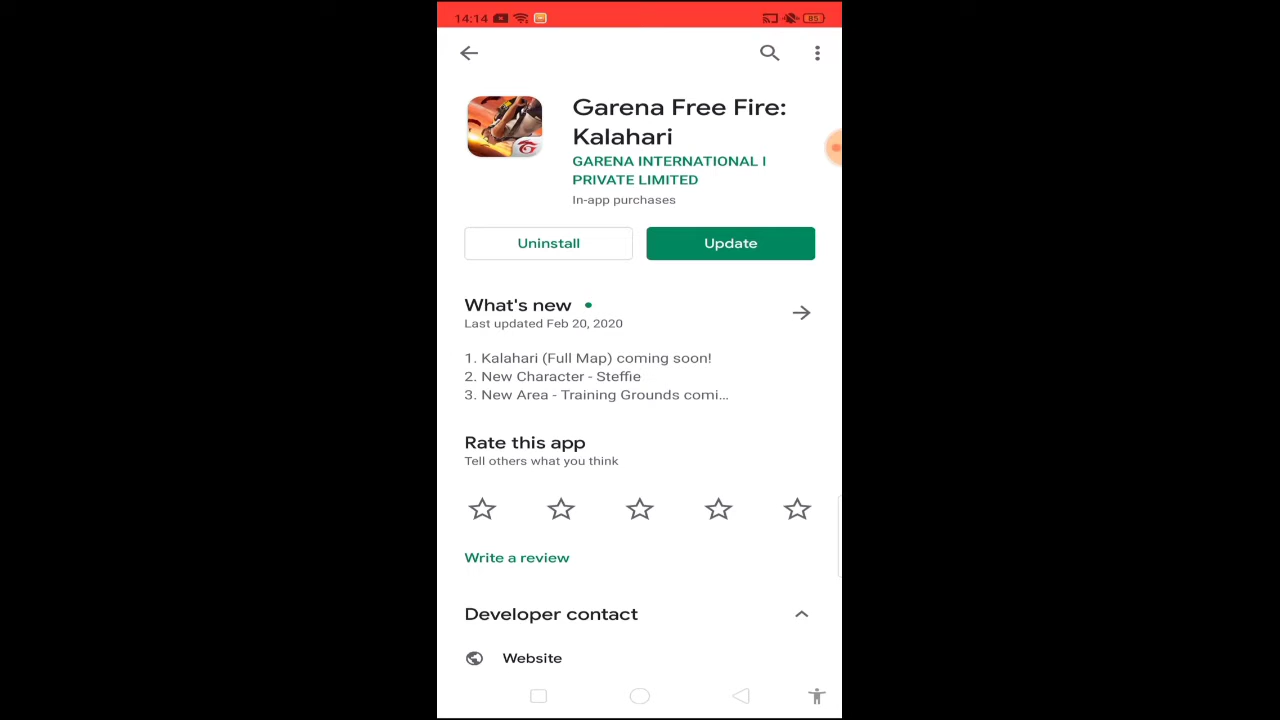 14:14
85
Garena Free Fire:
Kalahari
GARENA INTERNATIONAL I
PRIVATE LIMITED
In-app purchases
Uninstall
Update
What's new
Last updated Feb 20, 2020
1. Kalahari (Full Map) coming soon!
2. New Character - Steffie
3. New Area - Training Grounds comi...
Rate this app
Tell others what you think
Write a review
Developer contact
Website